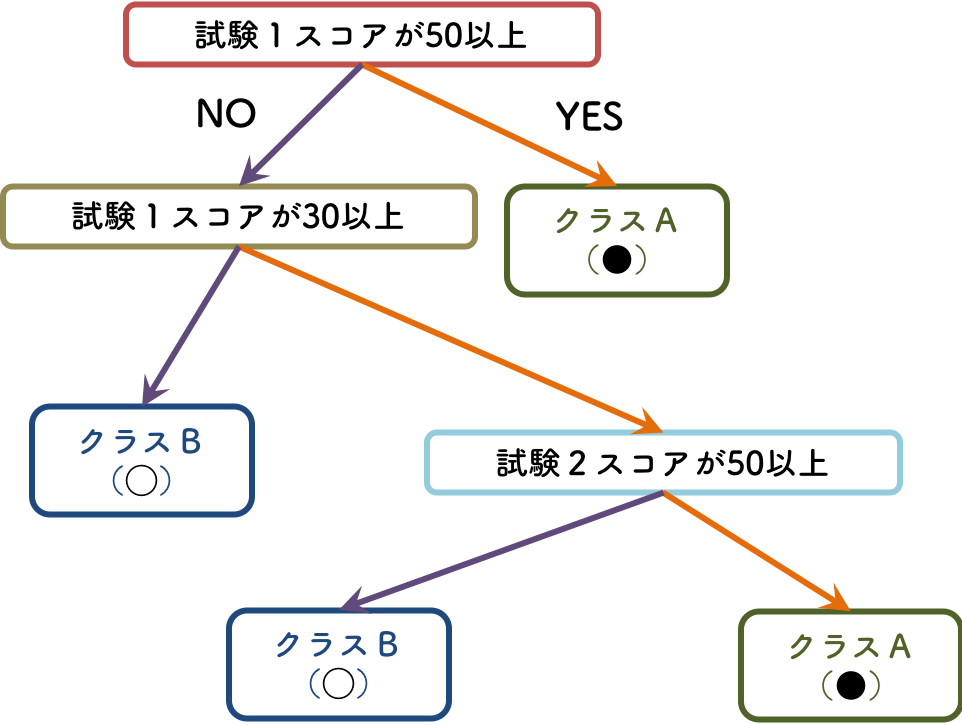 試験１スコアが50以上
NO
YES
試験１スコアが30以上
クラスA
(●)
クラスB
(○)
試験２スコアが50以上
クラスB
(○)
クラスA
(●)